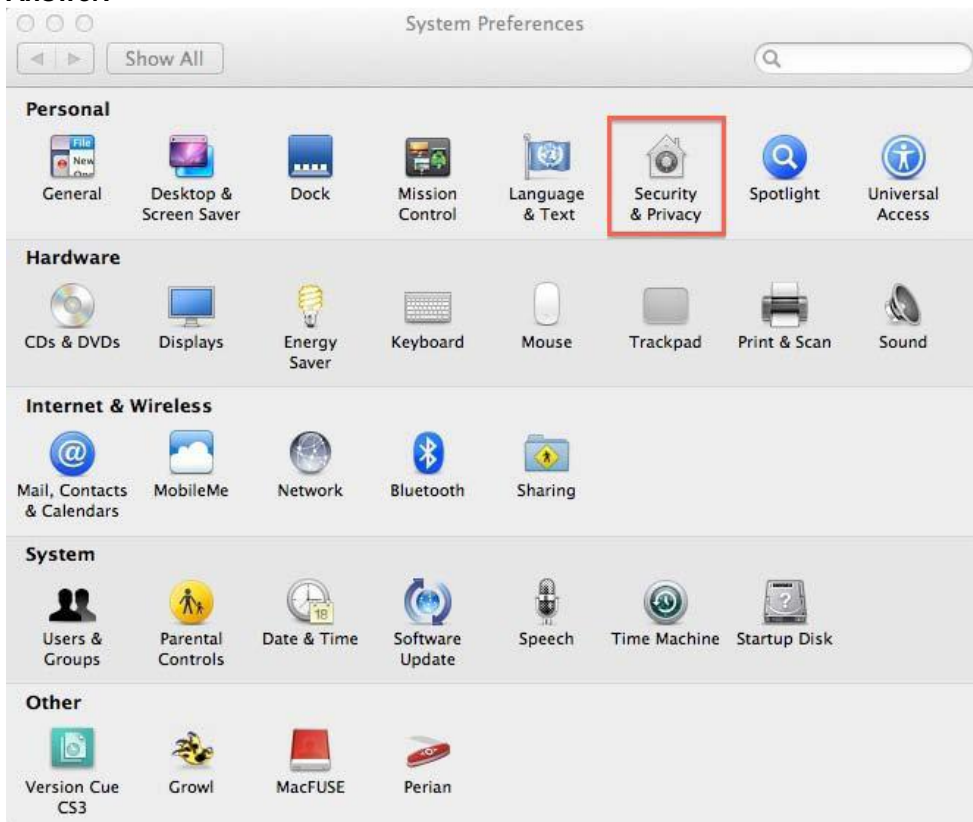 System Preferences
Show All
Personal
File
New
General
Desktop &
Screen Saver
Dock
Mission
Control
Language
& Text
Security
& Privacy
Spotlight
Universal
Access
Hardware
CDs & DVDs
Displays
Energy
Saver
Keyboard
Mouse
Trackpad
Print & Scan
Sound
Internet & Wireless
@
Mail, Contacts
& Calendars
MobileMe
Network
Bluetooth
Sharing
System
Users &
Groups
Parental
Controls
18
Date & Time
Software
Update
Speech
Time Machine
?
Startup Disk
Other
Version Cue
CS3
Growl
MacFUSE
Perian